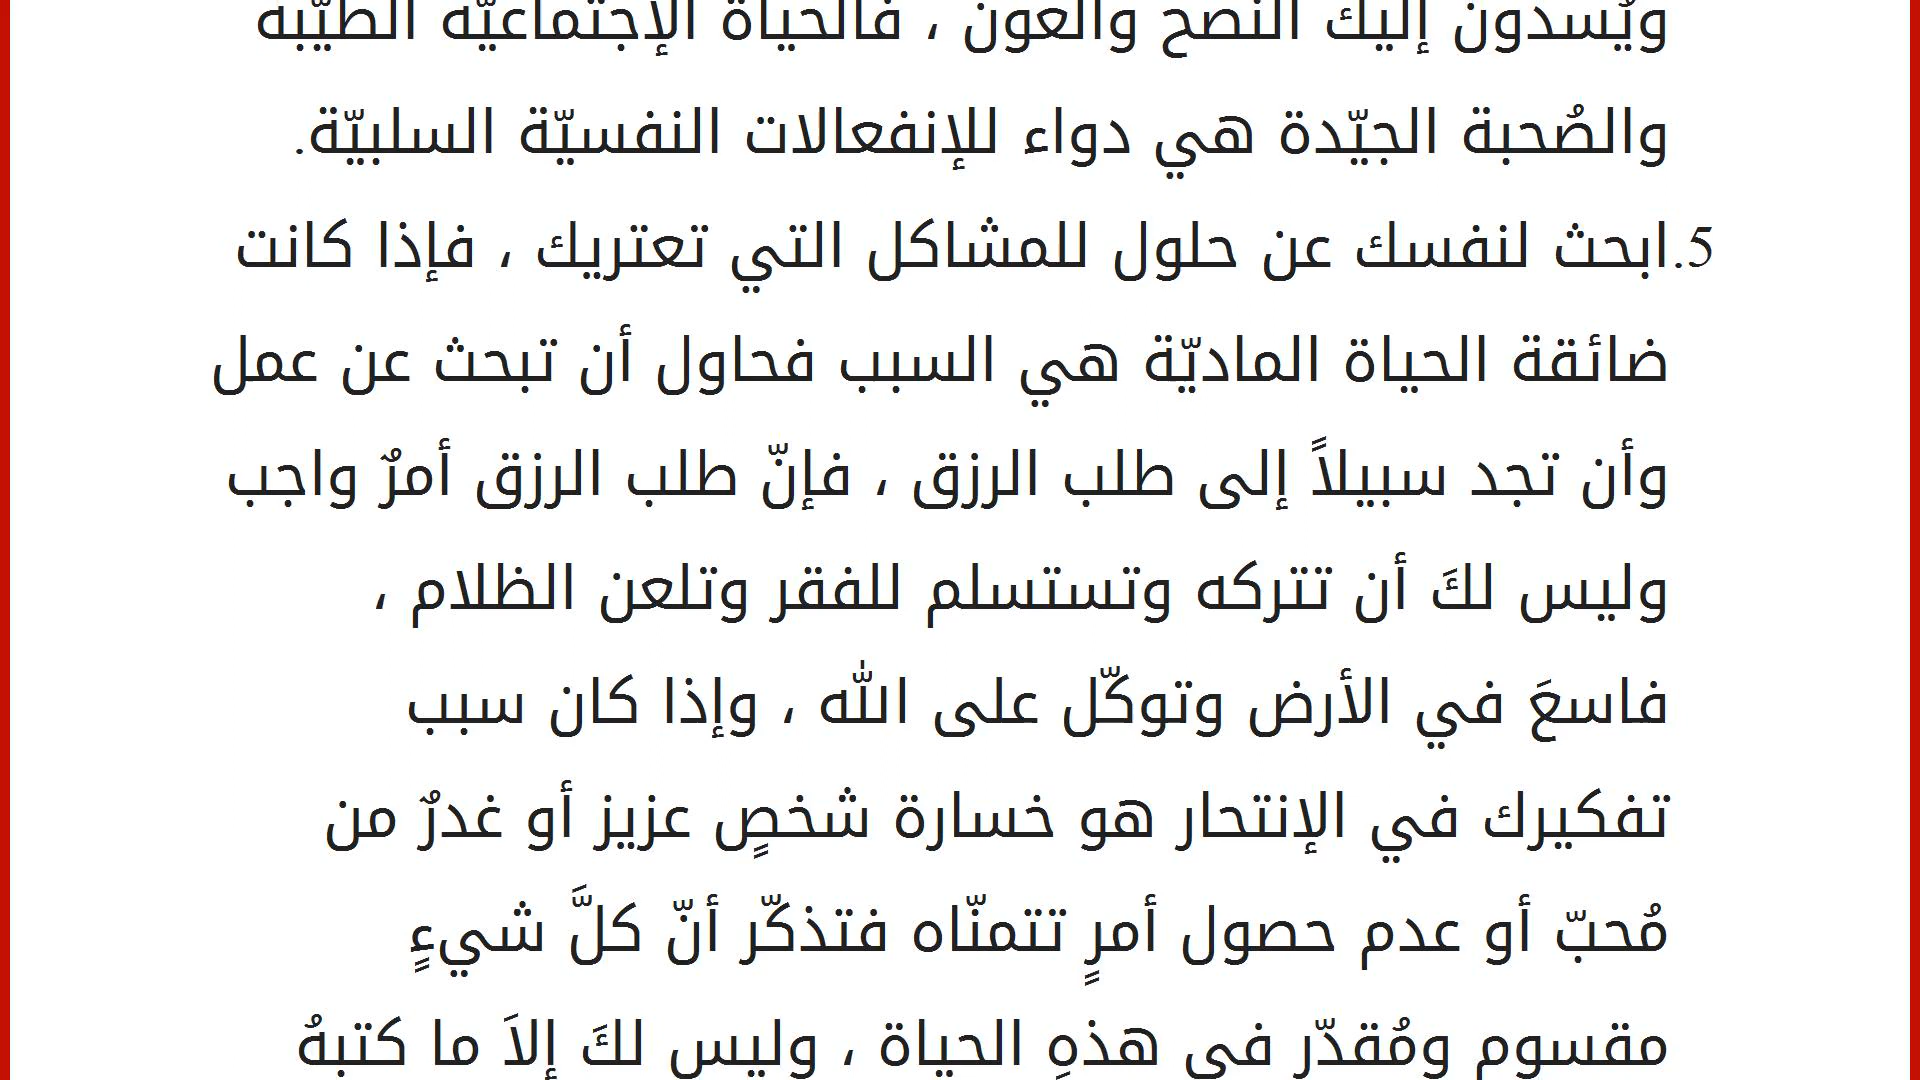 ويُسدون إليك النصح والعون ، فالحياة الإجتماعيّة الطيّبة
والصُحبة الجيّدة هي دواء للإنفعالات النفسيّة السلبيّة.
5.ابحث لنفسك عن حلول للمشاكل التي تعتريك ، فإذا كانت
ضائقة الحياة الماديّة هي السبب فحاول أن تبحث عن عمل
وأن تجد سبيلاً إلى طلب الرزق ، فإنّ طلب الرزق أمرٌ واجب
وليس لكَ أن تتركه وتستسلم للفقر وتلعن الظلام ،
فاسعَ في الأرض وتوكّل على الله ، وإذا كان سبب
تفكيرك في الإنتحار هو خسارة شخصٍ عزيز أو غدرٌ من
مُحبّ أو عدم حصول أمرٍ تتمنّاه فتذكّر أنّ كلَّ شيءٍ
مقسوم ومُقدّر في هذهِ الحياة ، وليس لكَ إلاَ ما كتبهُ